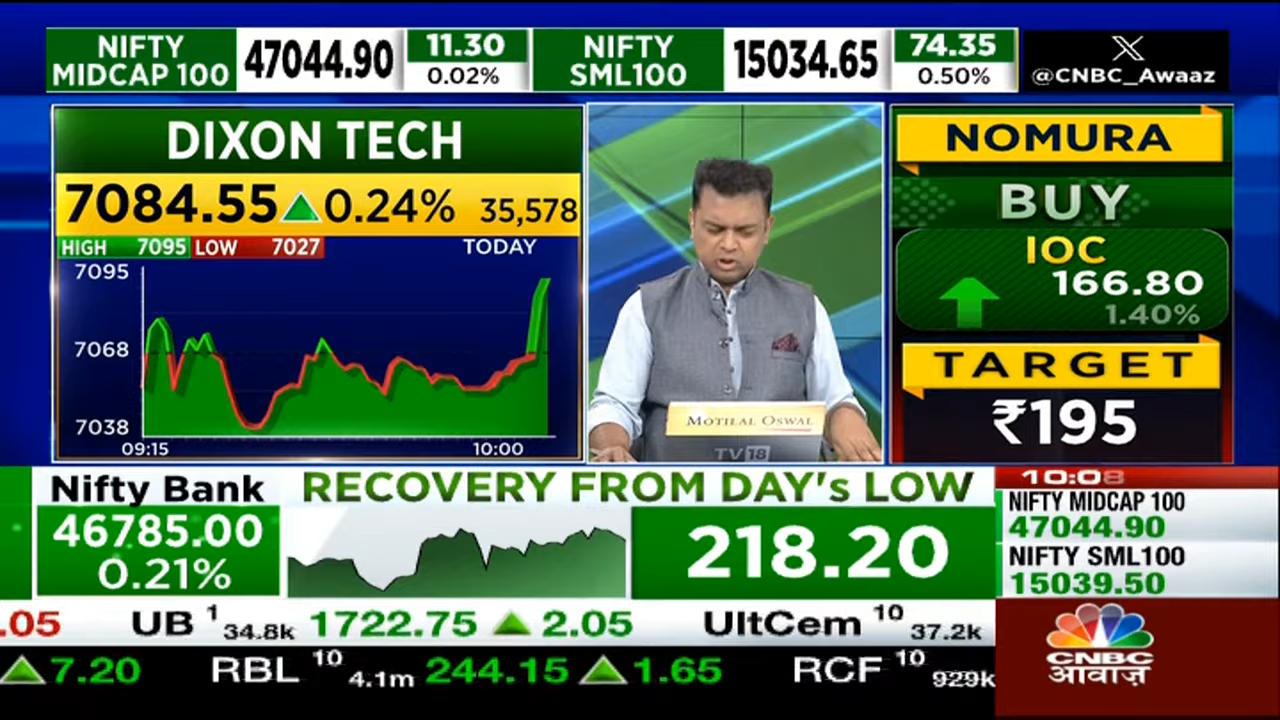 NIFTY
MIDCAP 100
47044.90
11.30
0.02%
NIFTY
SML100
15034.65
74.35
0.50%
X
@CNBC_Awaaz
DIXON TECH
7084.55 0.24% 35,578
HIGH 7095 LOW 7027 TODAY
7095
7068
7038
09:15 10:00
MOTILAL OSWAL
TV18
NOMURA
BUY
IOC
166.80
1.40%
TARGET
₹195
Nifty Bank
46785.00
0.21%
RECOVERY FROM DAY's LOW
218.20
10:08
NIFTY MIDCAP 100
47044.90
NIFTY SML100
15039.50
.05 UB 1 34.8k 1722.75 2.05 UltCem 10 37.2k
7.20 RBL 10 4.1m 244.15 1.65 RCF 10 929k
CNBC
आवाज़